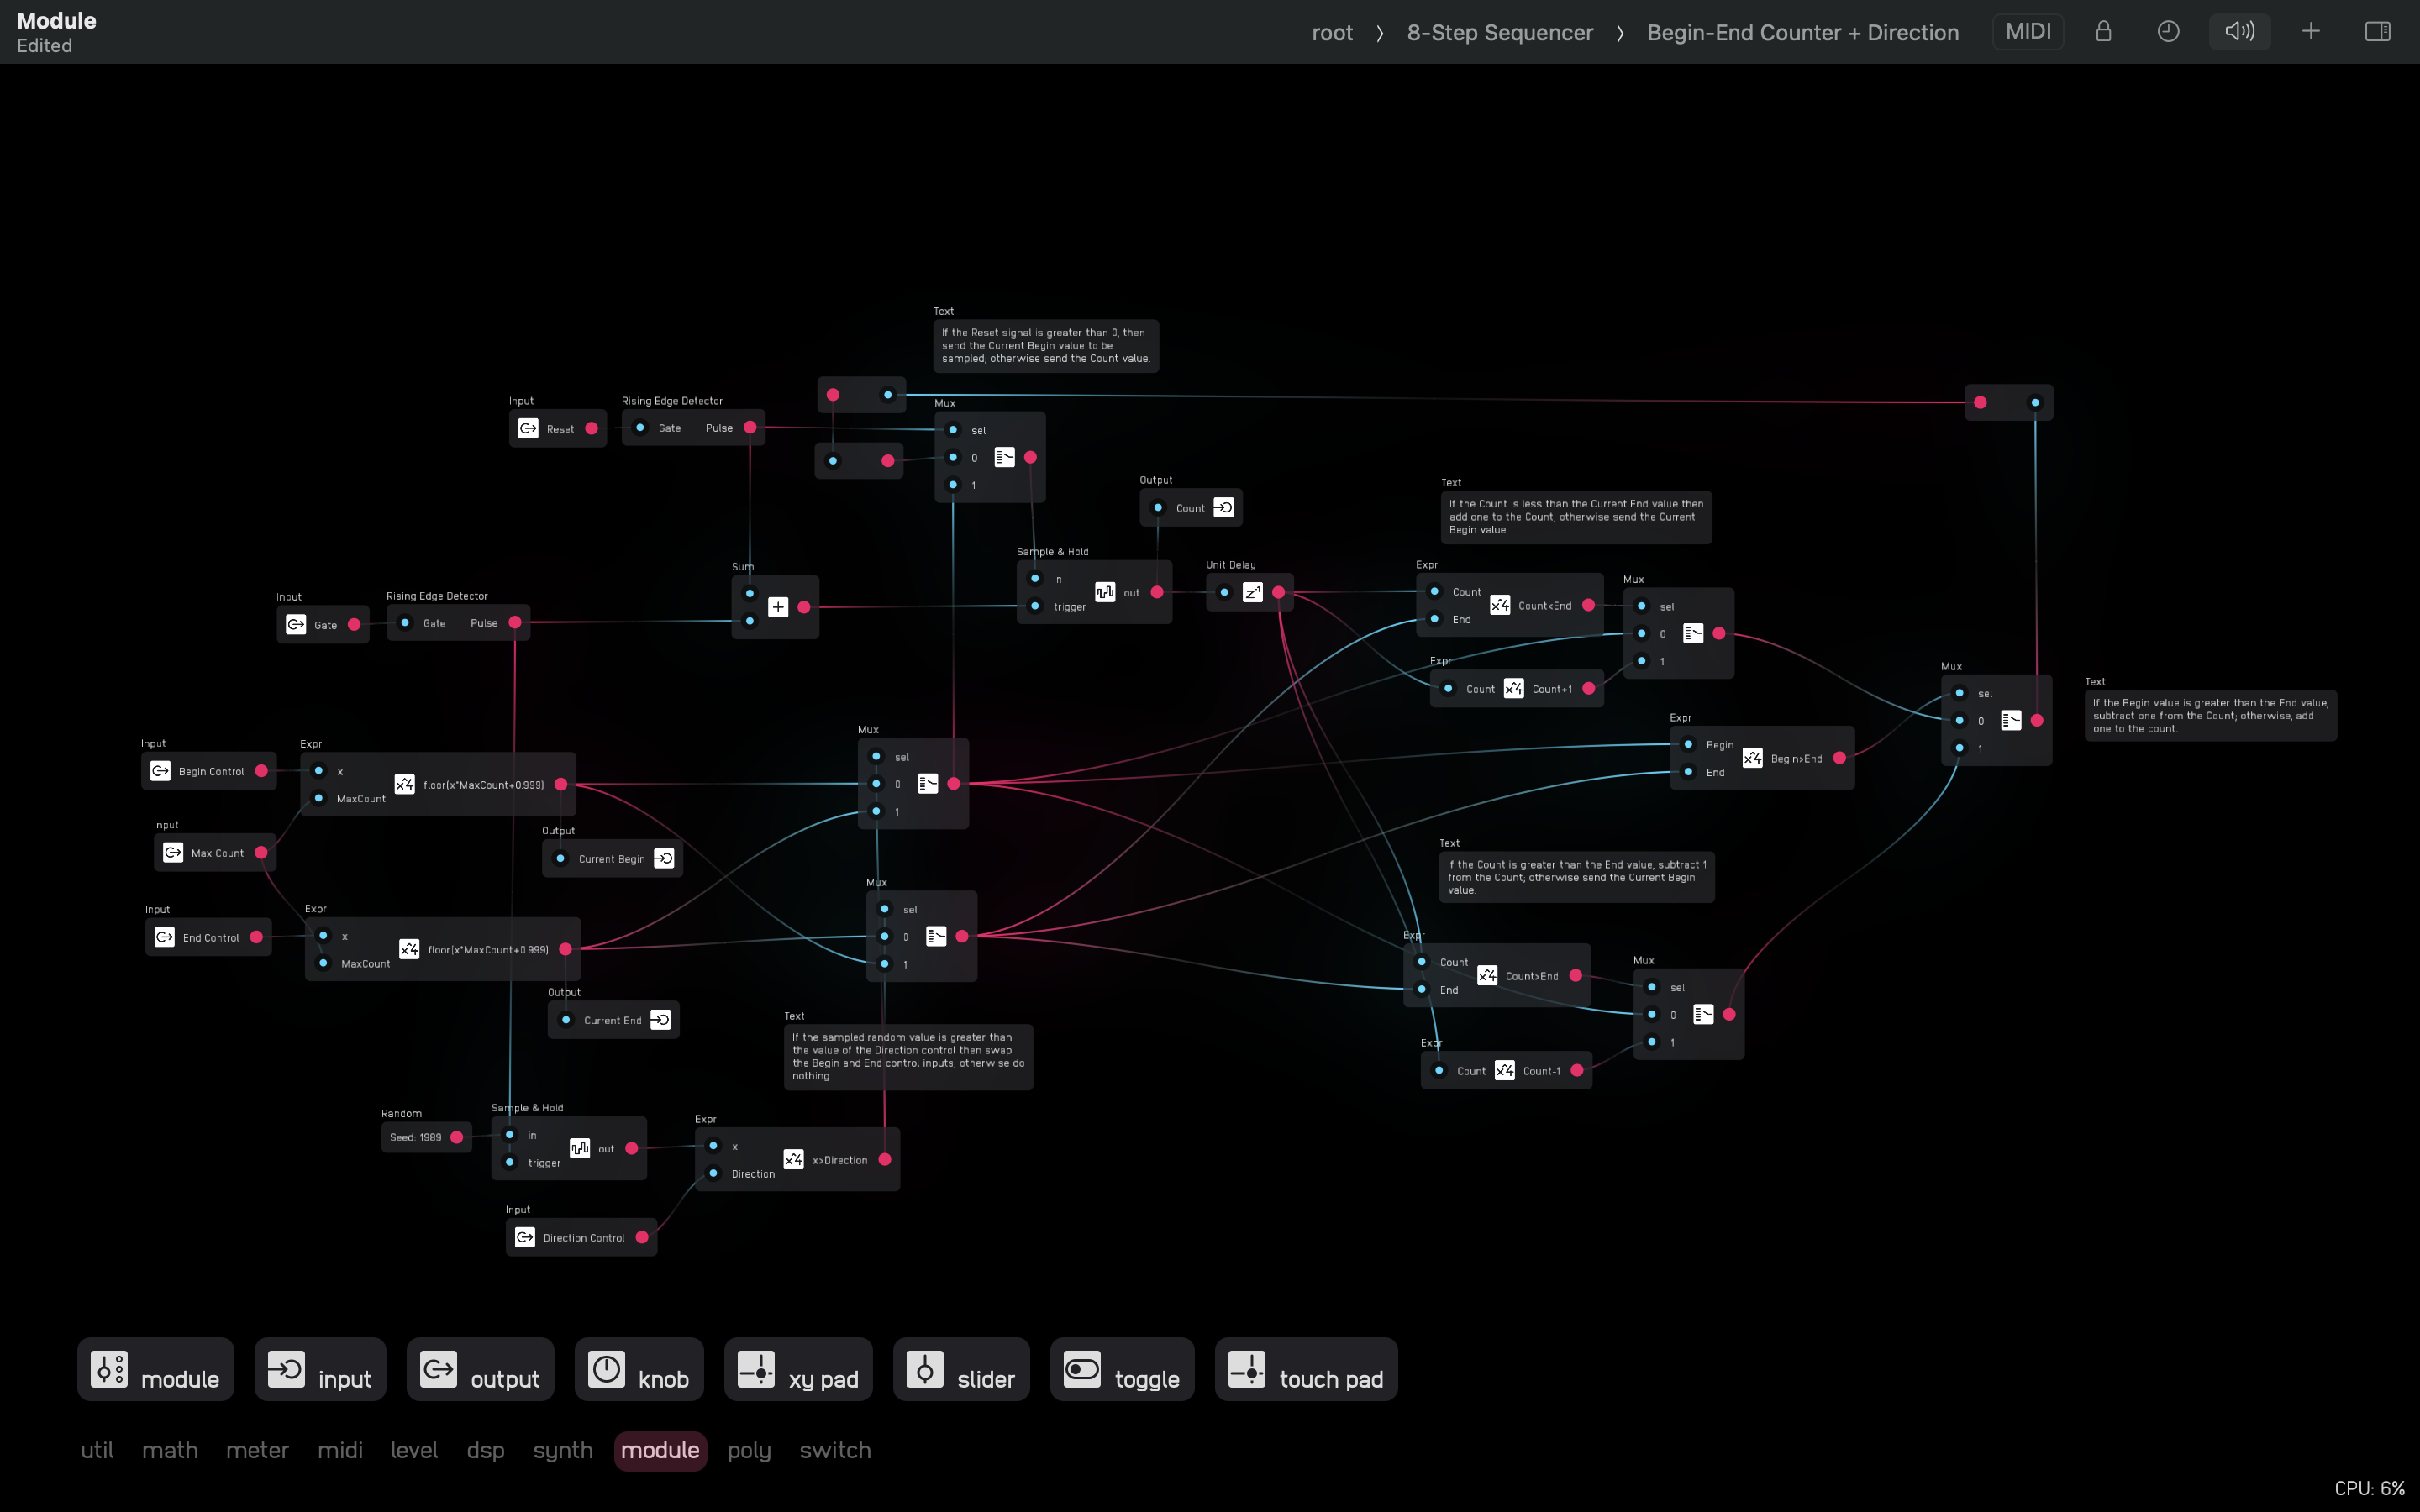 Module
Edited
root > 8-Step Sequencer > Begin-End Counter + Direction
MIDI
Text
If the Reset signal is greater than 0, then
send the Current Begin value to be
sampled; otherwise send the Count value.
Input
Reset
Rising Edge Detector
Gate Pulse
Mux
sel
0
1
Output
Count
Text
If the Count is less than the Current End value then
add one to the Count; otherwise send the Current
Begin value.
Input
Gate
Rising Edge Detector
Gate Pulse
Sum
Sample & Hold
in
trigger
out
Unit Delay
z-1
Expr
Count
End
Count<End
Mux
sel
0
1
Expr
Count
Count+1
Mux
sel
0
1
Text
If the Begin value is greater than the End value,
subtract one from the Count; otherwise, add
one to the count.
Expr
Begin
End
Begin>End
Input
Begin Control
Expr
x
MaxCount
floor(x*MaxCount+0.999)
Mux
sel
0
1
Input
Max Count
Output
Current Begin
Text
If the Count is greater than the End value, subtract 1
from the Count; otherwise send the Current Begin
value.
Input
End Control
Expr
x
MaxCount
floor(x*MaxCount+0.999)
Mux
sel
0
1
Output
Current End
Expr
Count
End
Count>End
Mux
sel
0
1
Text
If the sampled random value is greater than
the value of the Direction control then swap
the Begin and End control inputs; otherwise do
nothing.
Expr
Count
Count-1
Random
Seed: 1989
Sample & Hold
in
trigger
out
Expr
x
Direction
x>Direction
Input
Direction Control
module input output knob xy pad slider toggle touch pad
util math meter midi level dsp synth module poly switch
CPU: 6%